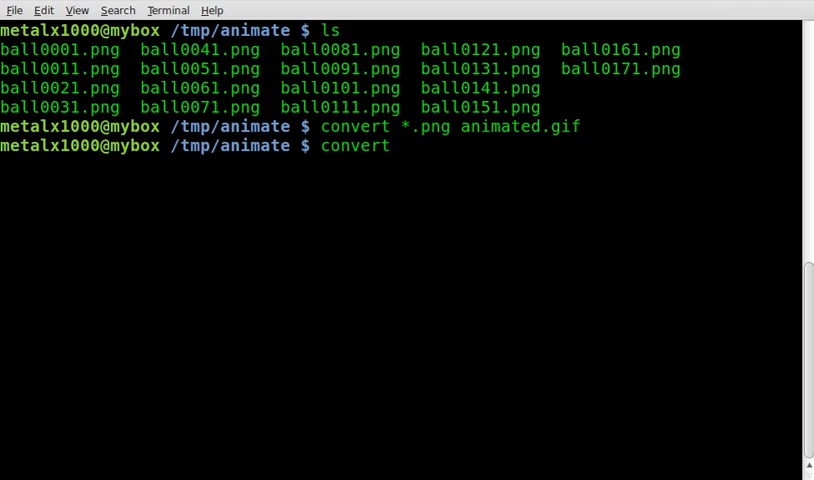 File Edit View Search Terminal Help
metalx1000@mybox /tmp/animate $ ls
ball0001.png ball0041.png ball0081.png ball0121.png ball0161.png
ball0011.png ball0051.png ball0091.png ball0131.png ball0171.png
ball0021.png ball0061.png ball0101.png ball0141.png
ball0031.png ball0071.png ball0111.png ball0151.png
metalx1000@mybox /tmp/animate $ convert *.png animated.gif
metalx1000@mybox /tmp/animate $ convert